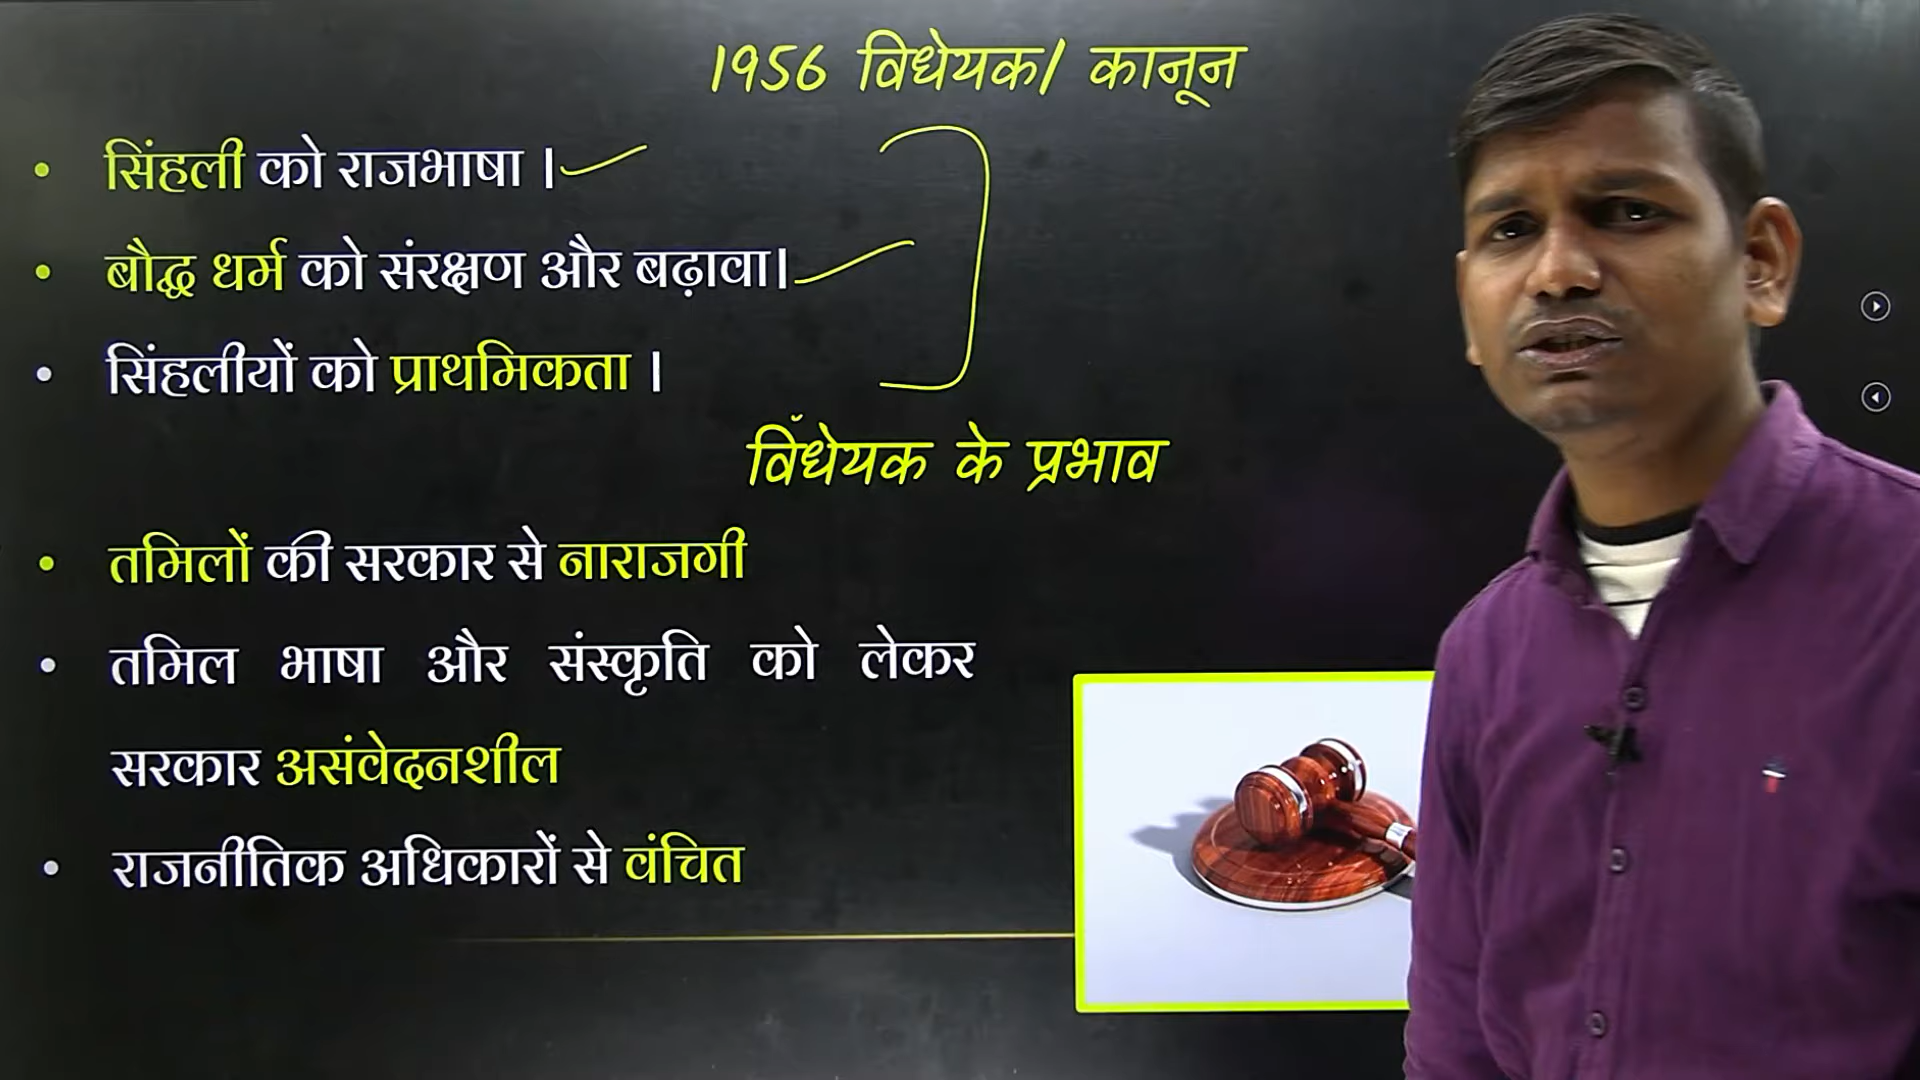 1956 विधेयक/ कानून
• सिंहली को राजभाषा ।
• बौद्ध धर्म को संरक्षण और बढ़ावा।
• सिंहलीयों को प्राथमिकता ।
विधेयक के प्रभाव
• तमिलों की सरकार से नाराजगी
• तमिल भाषा और संस्कृति को लेकर
सरकार असंवेदनशील
• राजनीतिक अधिकारों से वंचित